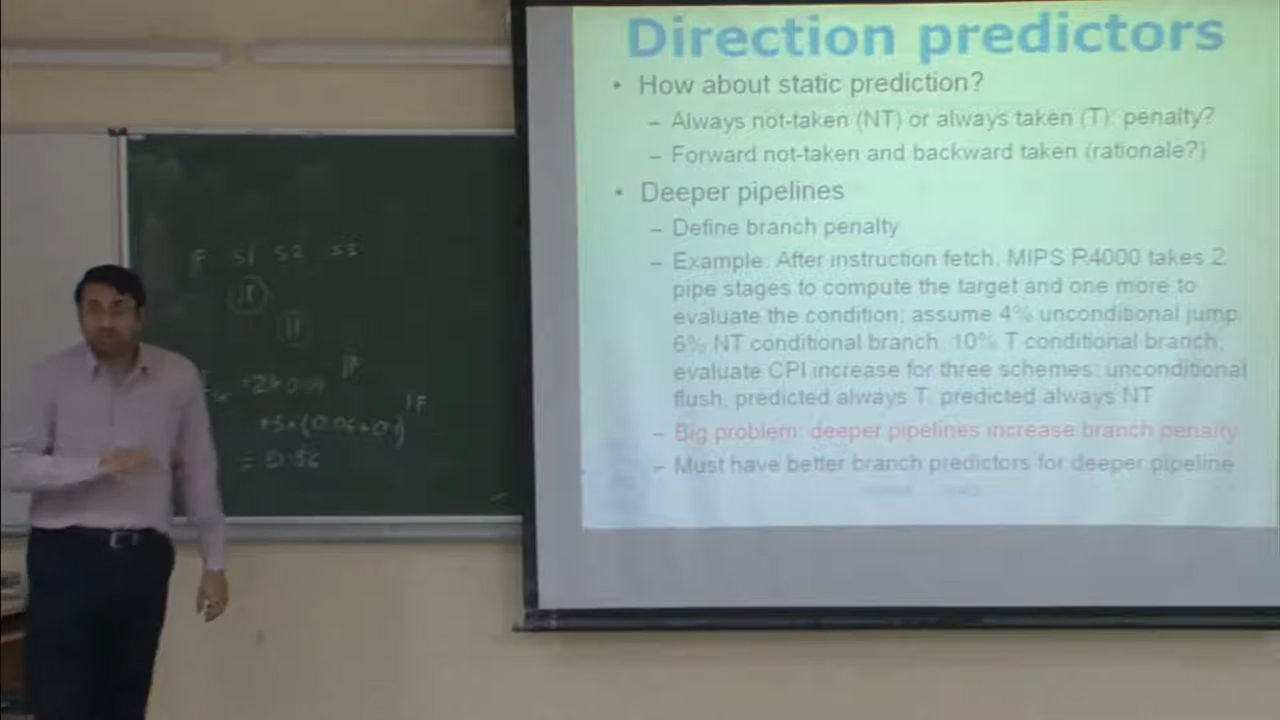 Direction predictors
• How about static prediction?
– Always not-taken (NT) or always taken (T): penalty?
– Forward not-taken and backward taken (rationale?)
• Deeper pipelines
– Define branch penalty
– Example: After instruction fetch, MIPS R4000 takes 2
pipe stages to compute the target and one more to
evaluate the condition; assume 4% unconditional jump,
6% NT conditional branch, 10% T conditional branch,
evaluate CPI increase for three schemes: unconditional
flush, predicted always T, predicted always NT
– Big problem: deeper pipelines increase branch penalty
– Must have better branch predictors for deeper pipeline
F S1 S2 S3
IF
IF
IF
IF
= 2*0.04
+3*(0.06+0.1)
= 0.56